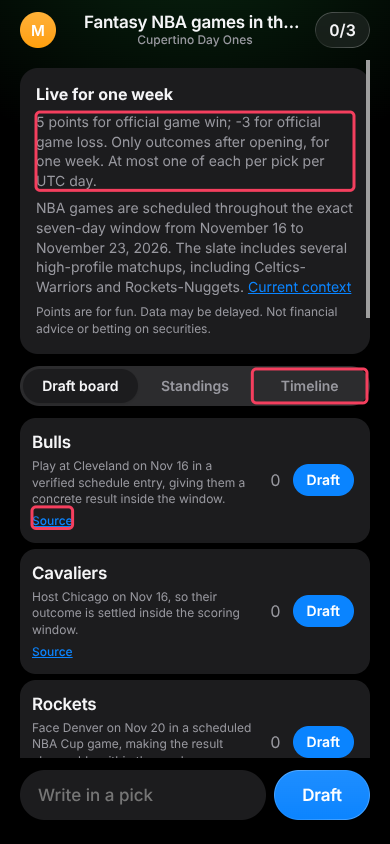 M
Fantasy NBA games in th...
Cupertino Day Ones
0/3
Live for one week
5 points for official game win; -3 for official
game loss. Only outcomes after opening, for
one week. At most one of each per pick per
UTC day.
NBA games are scheduled throughout the exact
seven-day window from November 16 to
November 23, 2026. The slate includes several
high-profile matchups, including Celtics-
Warriors and Rockets-Nuggets. Current context
Points are for fun. Data may be delayed. Not financial
advice or betting on securities.
Draft board
Standings
Timeline
Bulls
Play at Cleveland on Nov 16 in a
verified schedule entry, giving them a
concrete result inside the window.
Source
0
Draft
Cavaliers
Host Chicago on Nov 16, so their
outcome is settled inside the scoring
window.
Source
0
Draft
Rockets
Face Denver on Nov 20 in a scheduled
NBA Cup game, making the result
0
Draft
Write in a pick
Draft